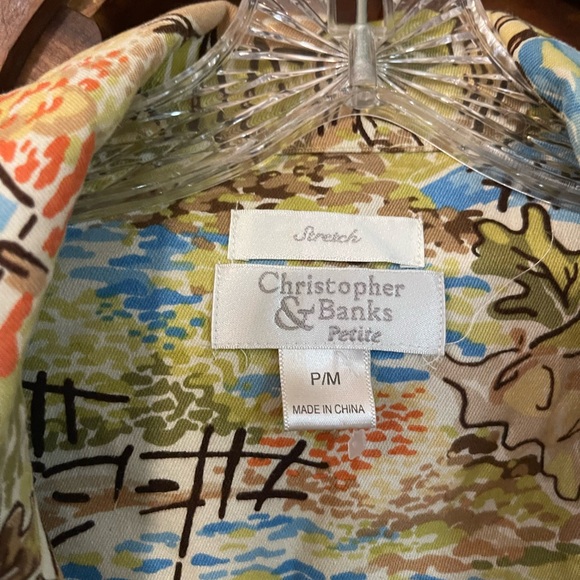 Stretch
Christopher
& Banks
Petite
P/M
MADE IN CHINA